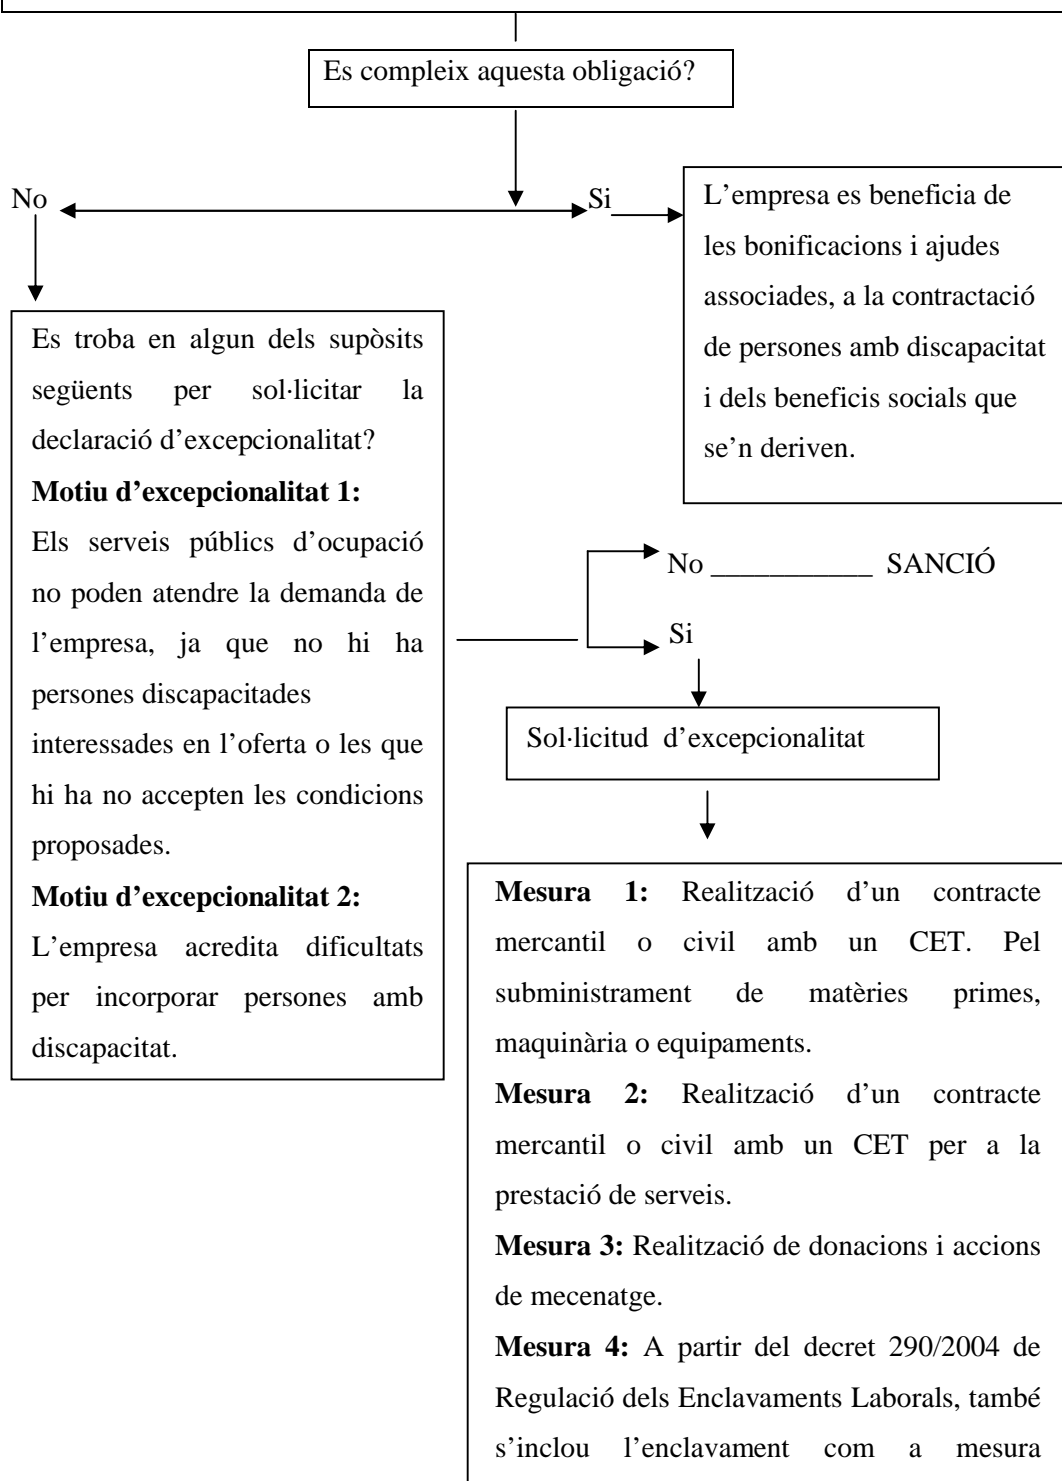 Es compleix aquesta obligació?
No
Si
L’empresa es beneficia de
les bonificacions i ajudes
associades, a la contractació
de persones amb discapacitat
i dels beneficis socials que
se’n deriven.
Es troba en algun dels supòsits
següents per sol·licitar la
declaració d’excepcionalitat?
Motiu d’excepcionalitat 1:
Els serveis públics d’ocupació
no poden atendre la demanda de
l’empresa, ja que no hi ha
persones discapacitades
interessades en l’oferta o les que
hi ha no accepten les condicions
proposades.
Motiu d’excepcionalitat 2:
L’empresa acredita dificultats
per incorporar persones amb
discapacitat.
No ___________ SANCIÓ
Si
Sol·licitud d’excepcionalitat
Mesura 1: Realització d’un contracte
mercantil o civil amb un CET. Pel
subministrament de matèries primes,
maquinària o equipaments.
Mesura 2: Realització d’un contracte
mercantil o civil amb un CET per a la
prestació de serveis.
Mesura 3: Realització de donacions i accions
de mecenatge.
Mesura 4: A partir del decret 290/2004 de
Regulació dels Enclavaments Laborals, també
s’inclou l’enclavament com a mesura